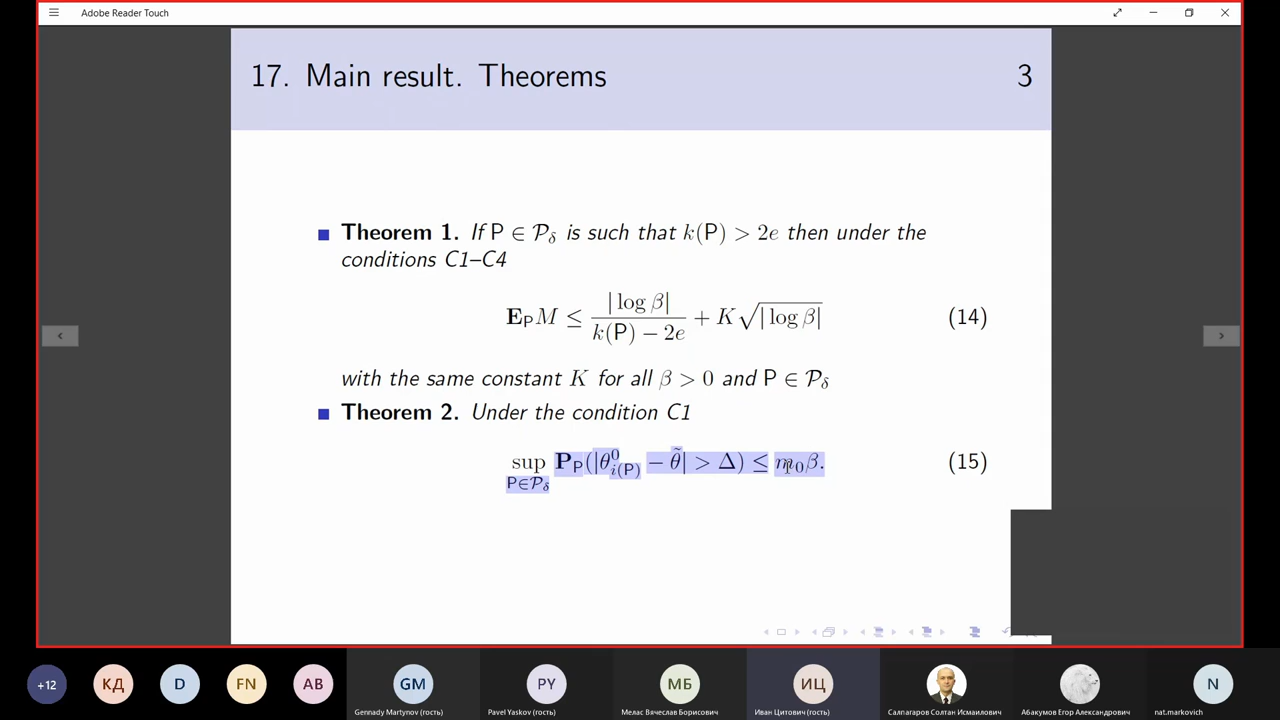 Adobe Reader Touch
17. Main result. Theorems 3
Theorem 1. If P ∈ 𝒫_δ is such that k(P) > 2e then under the
conditions C1–C4
E_P M ≤ |log β| / (k(P) − 2e) + K√|log β| (14)
with the same constant K for all β > 0 and P ∈ 𝒫_δ
Theorem 2. Under the condition C1
sup_{P∈𝒫_δ} P_P(|θ^0_{i(P)} − θ̃| > Δ) ≤ m_0β. (15)
+12 КД D FN AB GM PY МБ ИЦ N
Gennady Martynov (гость) Pavel Yaskov (гость) Мелас Вячеслав Борисович Иван Цитович (гость) Салпагаров Солтан Исмаилович Абакумов Егор Александрович nat.markovich